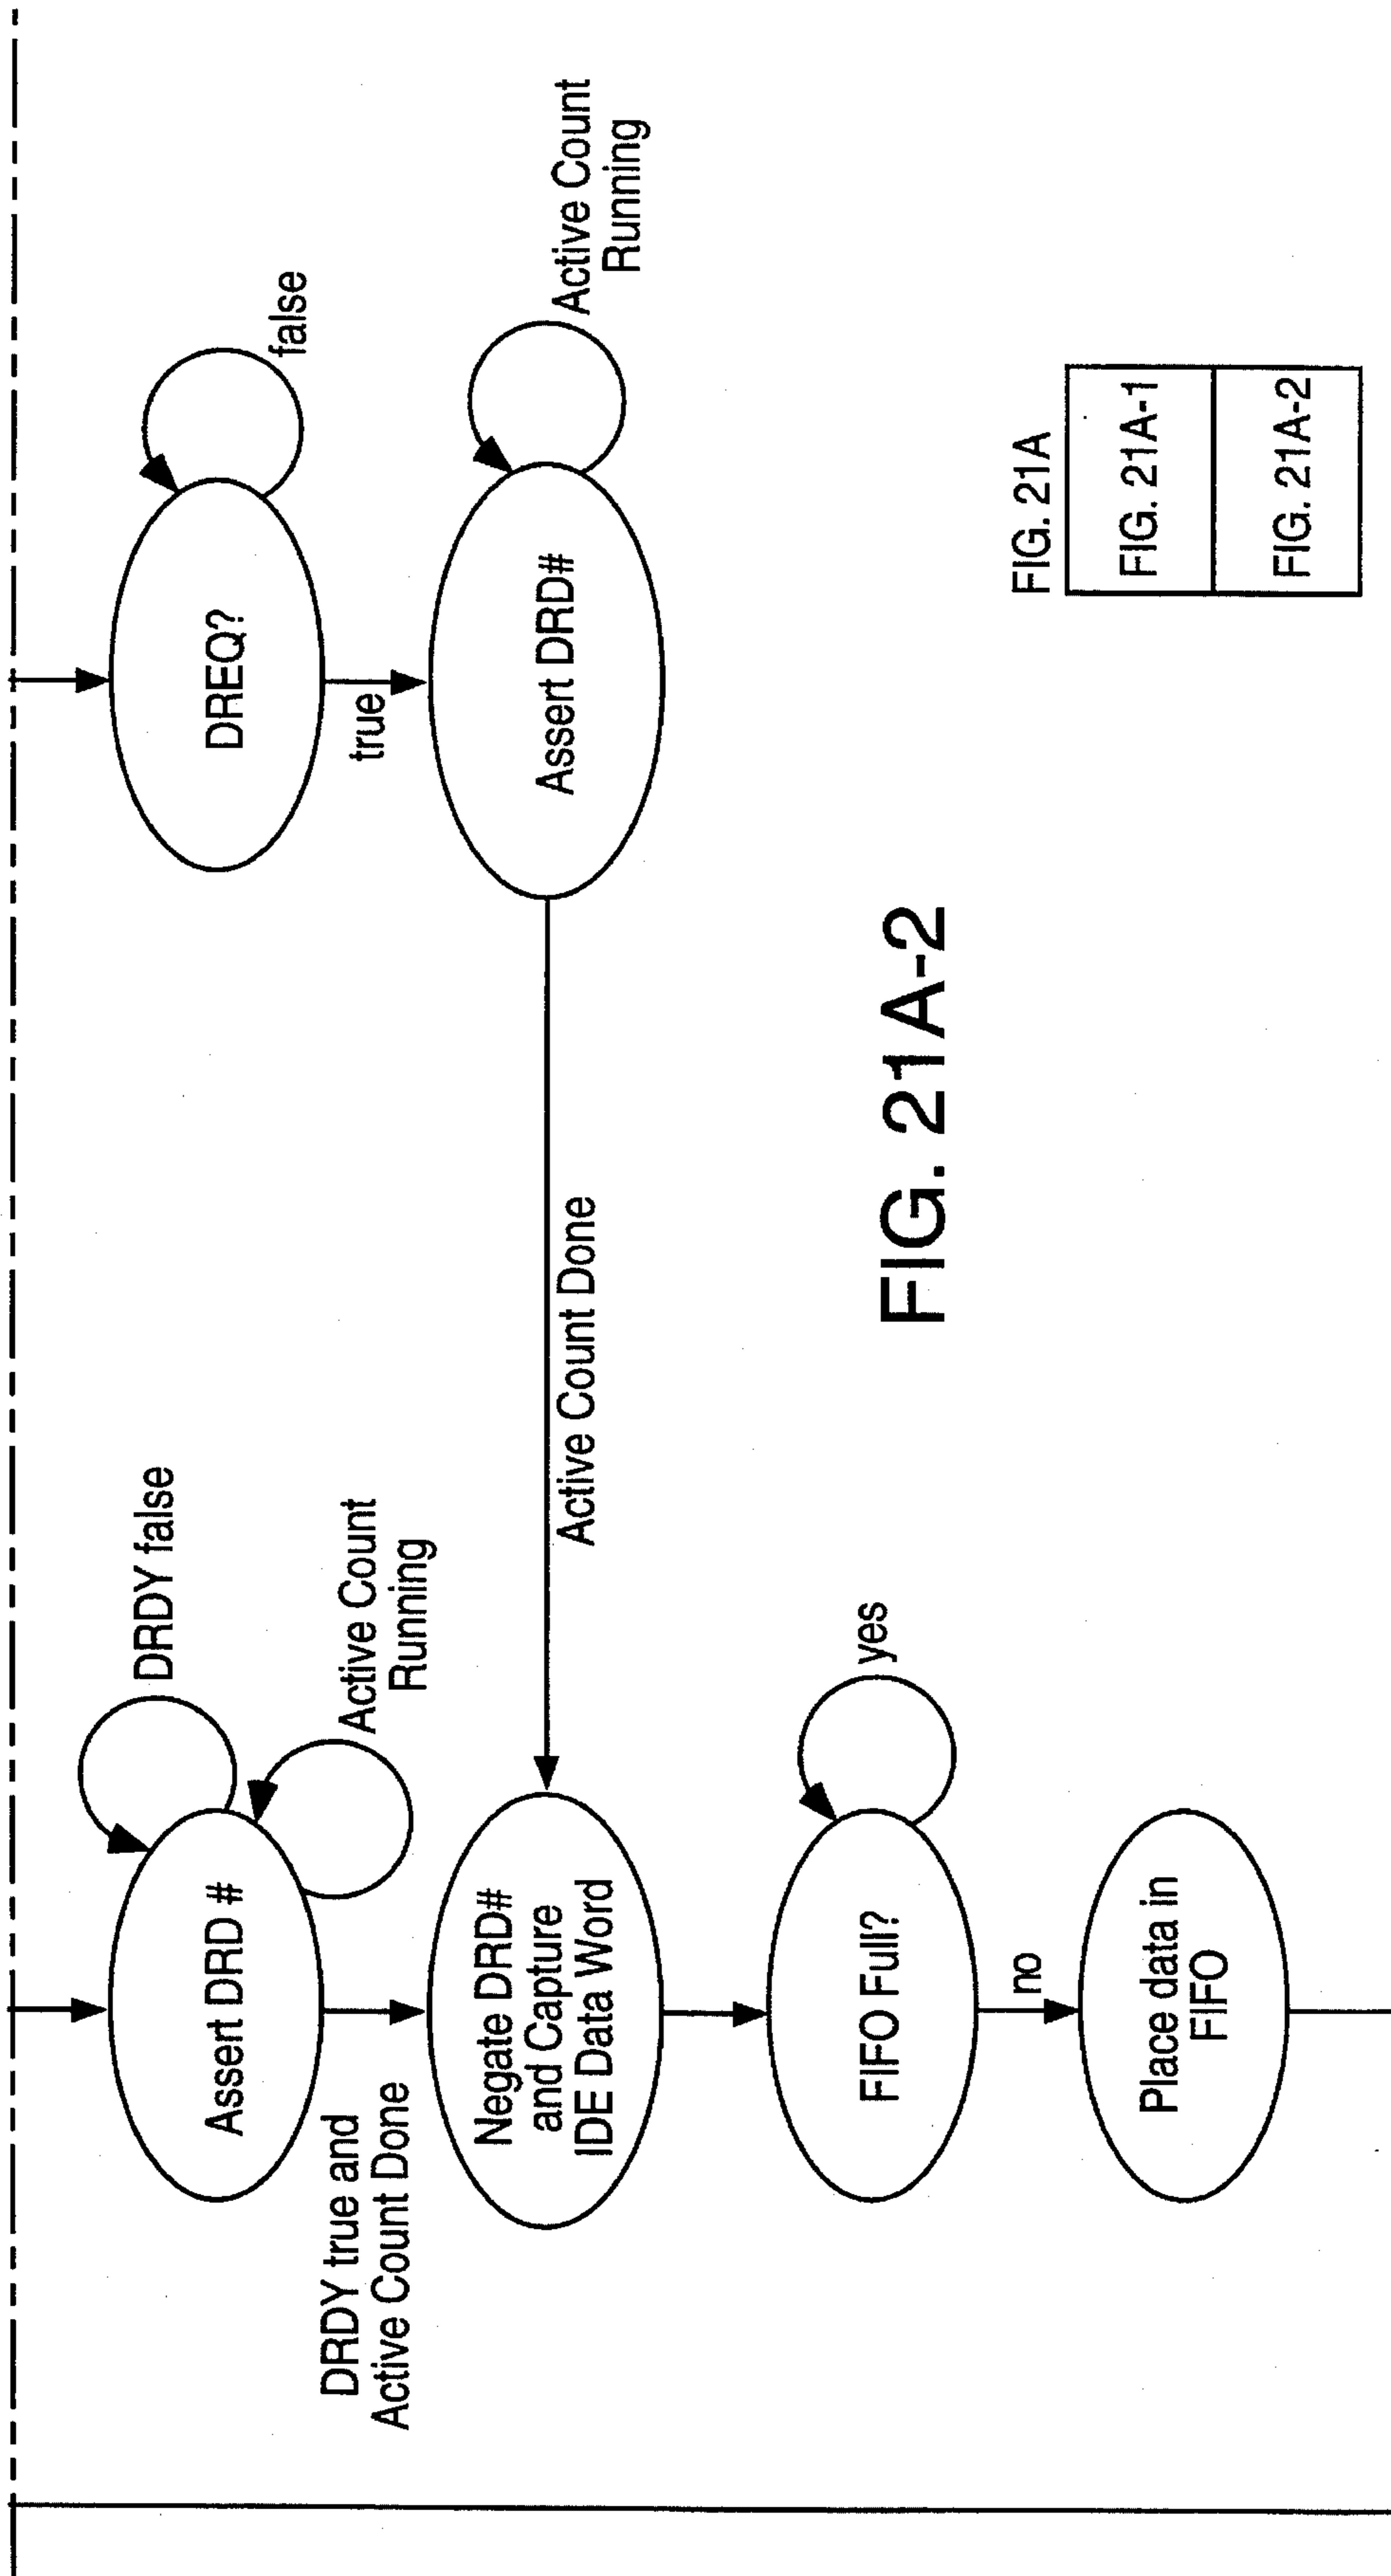 DRDY false
Assert DRD #
Active Count
Running
DRDY true and
Active Count Done
Negate DRD#
and Capture
IDE Data Word
FIFO Full?
yes
no
Place data in
FIFO
DREQ?
false
true
Assert DRD#
Active Count
Running
Active Count Done
FIG. 21A-2
FIG. 21A
FIG. 21A-1
FIG. 21A-2